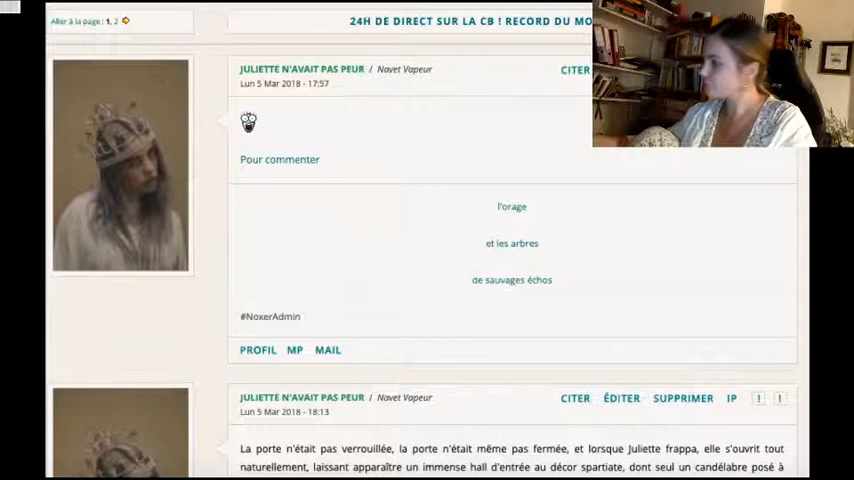 Aller à la page : 1, 2
24H DE DIRECT SUR LA CB ! RECORD DU MO
JULIETTE N'AVAIT PAS PEUR / Navet Vapeur
CITER
Lun 5 Mar 2018 - 17:57
Pour commenter
l'orage
et les arbres
de sauvages échos
#NoxerAdmin
PROFIL MP MAIL
JULIETTE N'AVAIT PAS PEUR / Navet Vapeur
CITER ÉDITER SUPPRIMER IP ! !
Lun 5 Mar 2018 - 18:13
La porte n'était pas verrouillée, la porte n'était même pas fermée, et lorsque Juliette frappa, elle s'ouvrit tout
naturellement, laissant apparaître un immense hall d'entrée au décor spartiate, dont seul un candélabre posé à